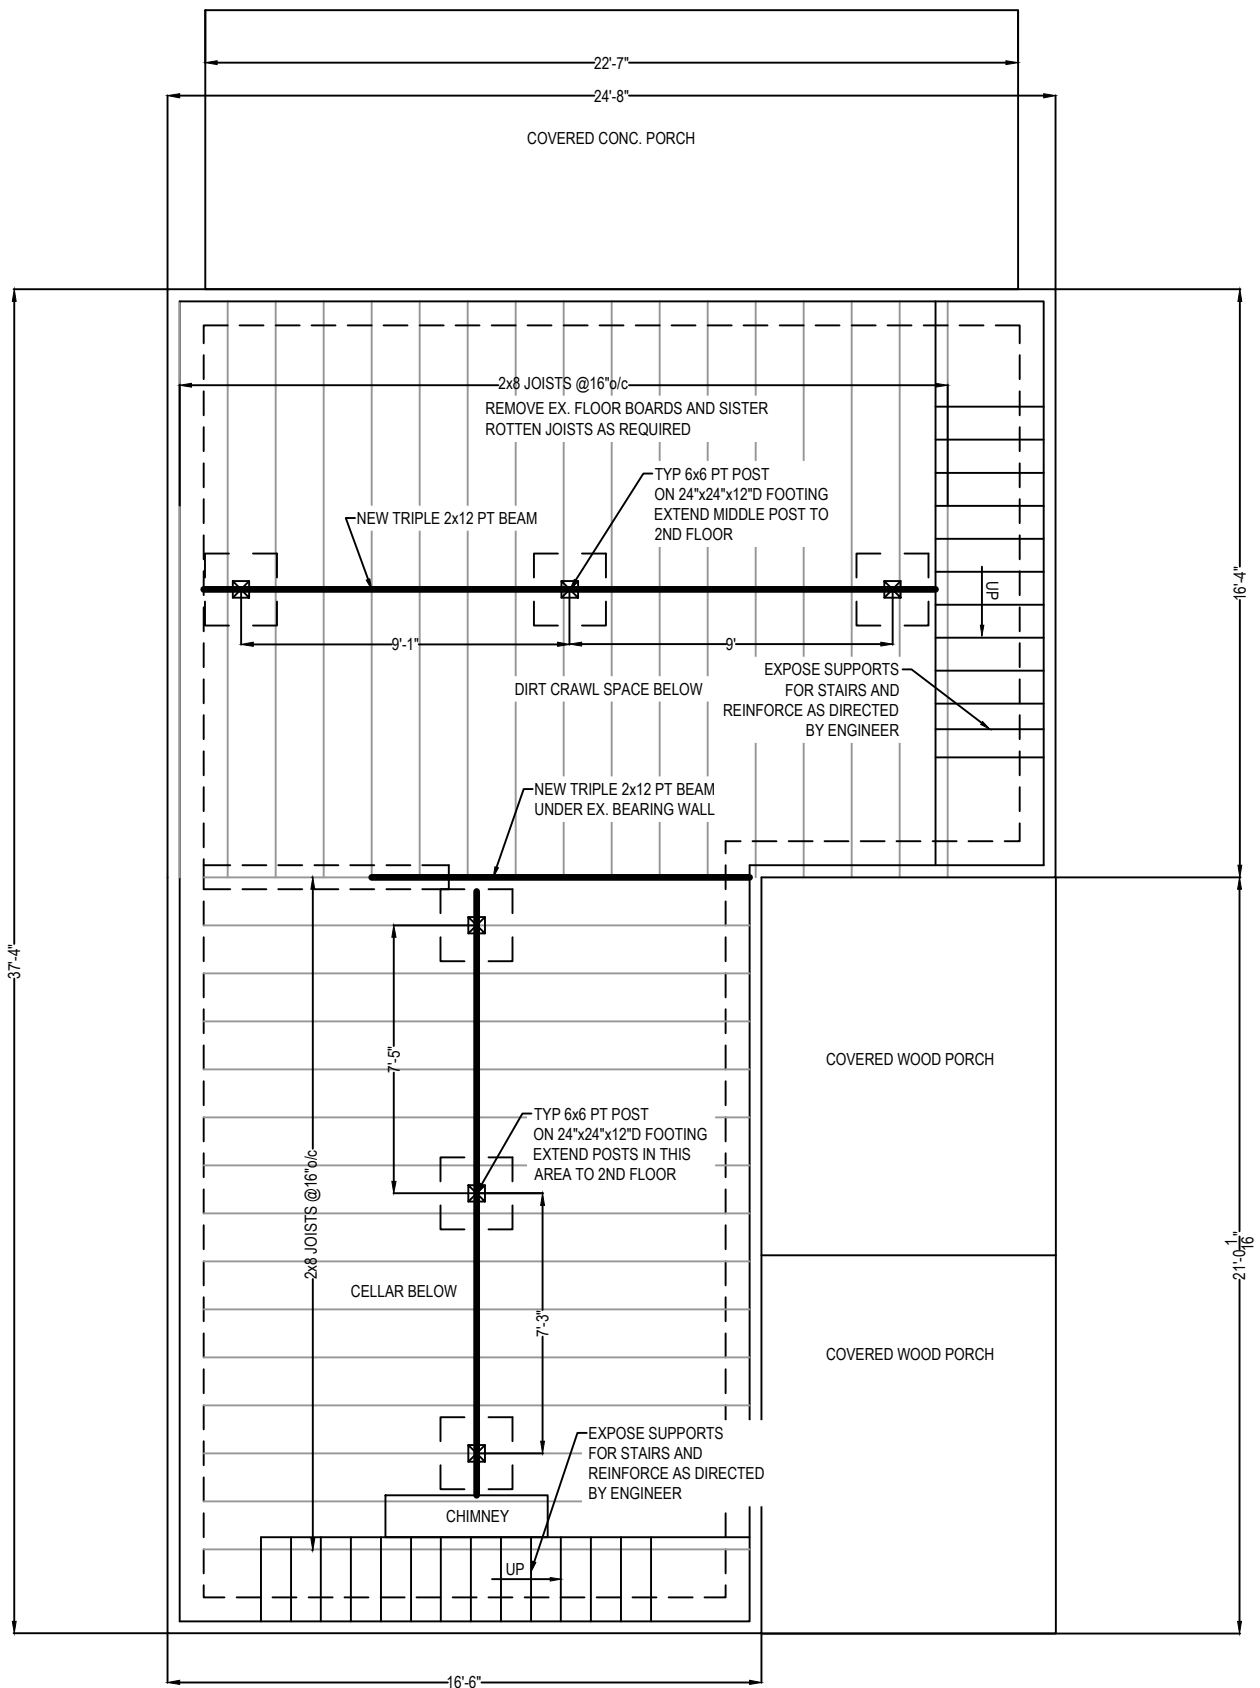 22'-7"
24'-8"
COVERED CONC. PORCH
2x8 JOISTS @16"o/c
REMOVE EX. FLOOR BOARDS AND SISTER
ROTTEN JOISTS AS REQUIRED
TYP 6x6 PT POST
ON 24"x24"x12"D FOOTING
EXTEND MIDDLE POST TO
2ND FLOOR
NEW TRIPLE 2x12 PT BEAM
UP
16'-4"
9'-1"
9'
EXPOSE SUPPORTS
FOR STAIRS AND
REINFORCE AS DIRECTED
BY ENGINEER
DIRT CRAWL SPACE BELOW
NEW TRIPLE 2x12 PT BEAM
UNDER EX. BEARING WALL
37'-4"
7'-5"
COVERED WOOD PORCH
TYP 6x6 PT POST
ON 24"x24"x12"D FOOTING
EXTEND POSTS IN THIS
AREA TO 2ND FLOOR
2x8 JOISTS @16"o/c
21'-0 1/16"
CELLAR BELOW
7'-3"
COVERED WOOD PORCH
EXPOSE SUPPORTS
FOR STAIRS AND
REINFORCE AS DIRECTED
BY ENGINEER
CHIMNEY
UP
16'-6"